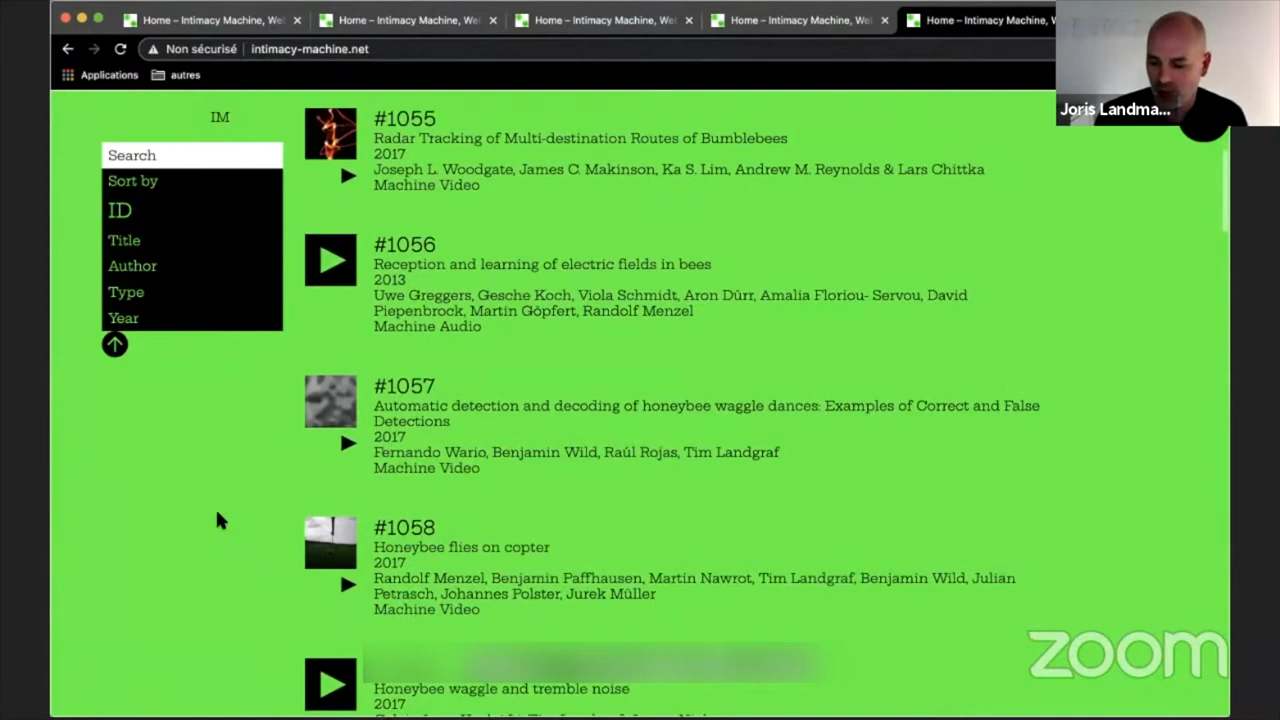 Home – Intimacy Machine, Wel
Home – Intimacy Machine, Wel
Home – Intimacy Machine, Wel
Home – Intimacy Machine, Wel
Home – Intimacy Machine, W
Non sécurisé
intimacy-machine.net
Applications
autres
Joris Landma...
IM
Search
Sort by
ID
Title
Author
Type
Year
#1055
Radar Tracking of Multi-destination Routes of Bumblebees
2017
Joseph L. Woodgate, James C. Makinson, Ka S. Lim, Andrew M. Reynolds & Lars Chittka
Machine Video
#1056
Reception and learning of electric fields in bees
2013
Uwe Greggers, Gesche Koch, Viola Schmidt, Aron Dürr, Amalia Floriou- Servou, David
Piepenbrock, Martin Göpfert, Randolf Menzel
Machine Audio
#1057
Automatic detection and decoding of honeybee waggle dances: Examples of Correct and False
Detections
2017
Fernando Wario, Benjamin Wild, Raúl Rojas, Tim Landgraf
Machine Video
#1058
Honeybee flies on copter
2017
Randolf Menzel, Benjamin Paffhausen, Martin Nawrot, Tim Landgraf, Benjamin Wild, Julian
Petrasch, Johannes Polster, Jurek Müller
Machine Video
Honeybee waggle and tremble noise
2017
zoom